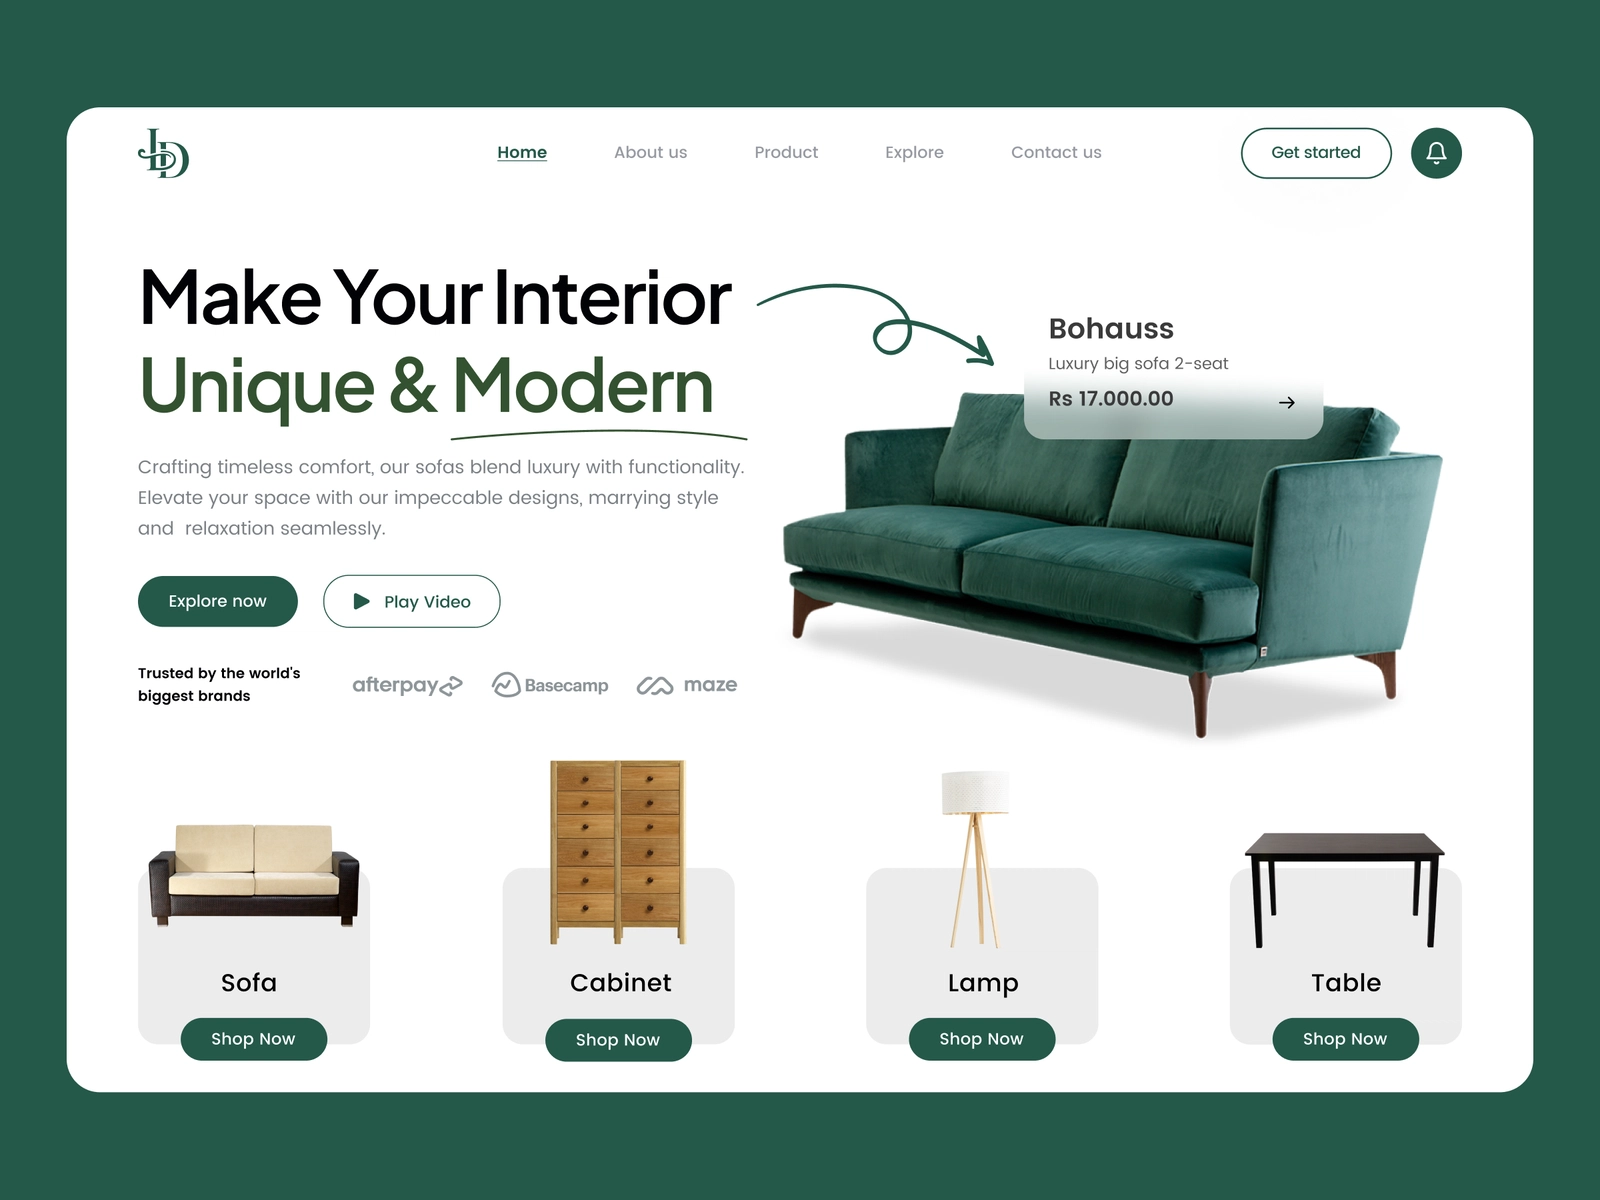 LD
Home
About us
Product
Explore
Contact us
Get started
Make Your Interior
Unique & Modern
Crafting timeless comfort, our sofas blend luxury with functionality.
Elevate your space with our impeccable designs, marrying style
and  relaxation seamlessly.
Explore now
Play Video
Trusted by the world's
biggest brands
afterpay
Basecamp
maze
Bohauss
Luxury big sofa 2-seat
Rs 17.000.00
Sofa
Shop Now
Cabinet
Shop Now
Lamp
Shop Now
Table
Shop Now